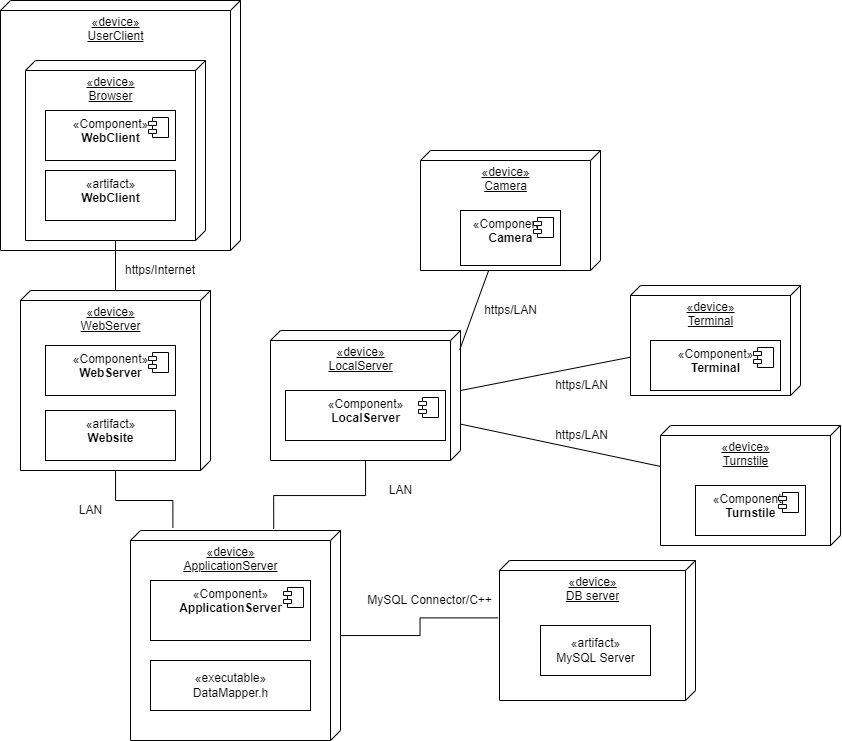 «device»
UserClient
«device»
Browser
«Component»
WebClient
«artifact»
WebClient
https/Internet
«device»
WebServer
«Component»
WebServer
«artifact»
Website
LAN
«device»
Camera
«Component
Camera
https/LAN
«device»
LocalServer
«Component»
LocalServer
LAN
«device»
Terminal
«Component»
Terminal
https/LAN
https/LAN
«device»
Turnstile
«Component
Turnstile
«device»
ApplicationServer
«Component»
ApplicationServer
«executable»
DataMapper.h
MySQL Connector/C++
«device»
DB server
«artifact»
MySQL Server